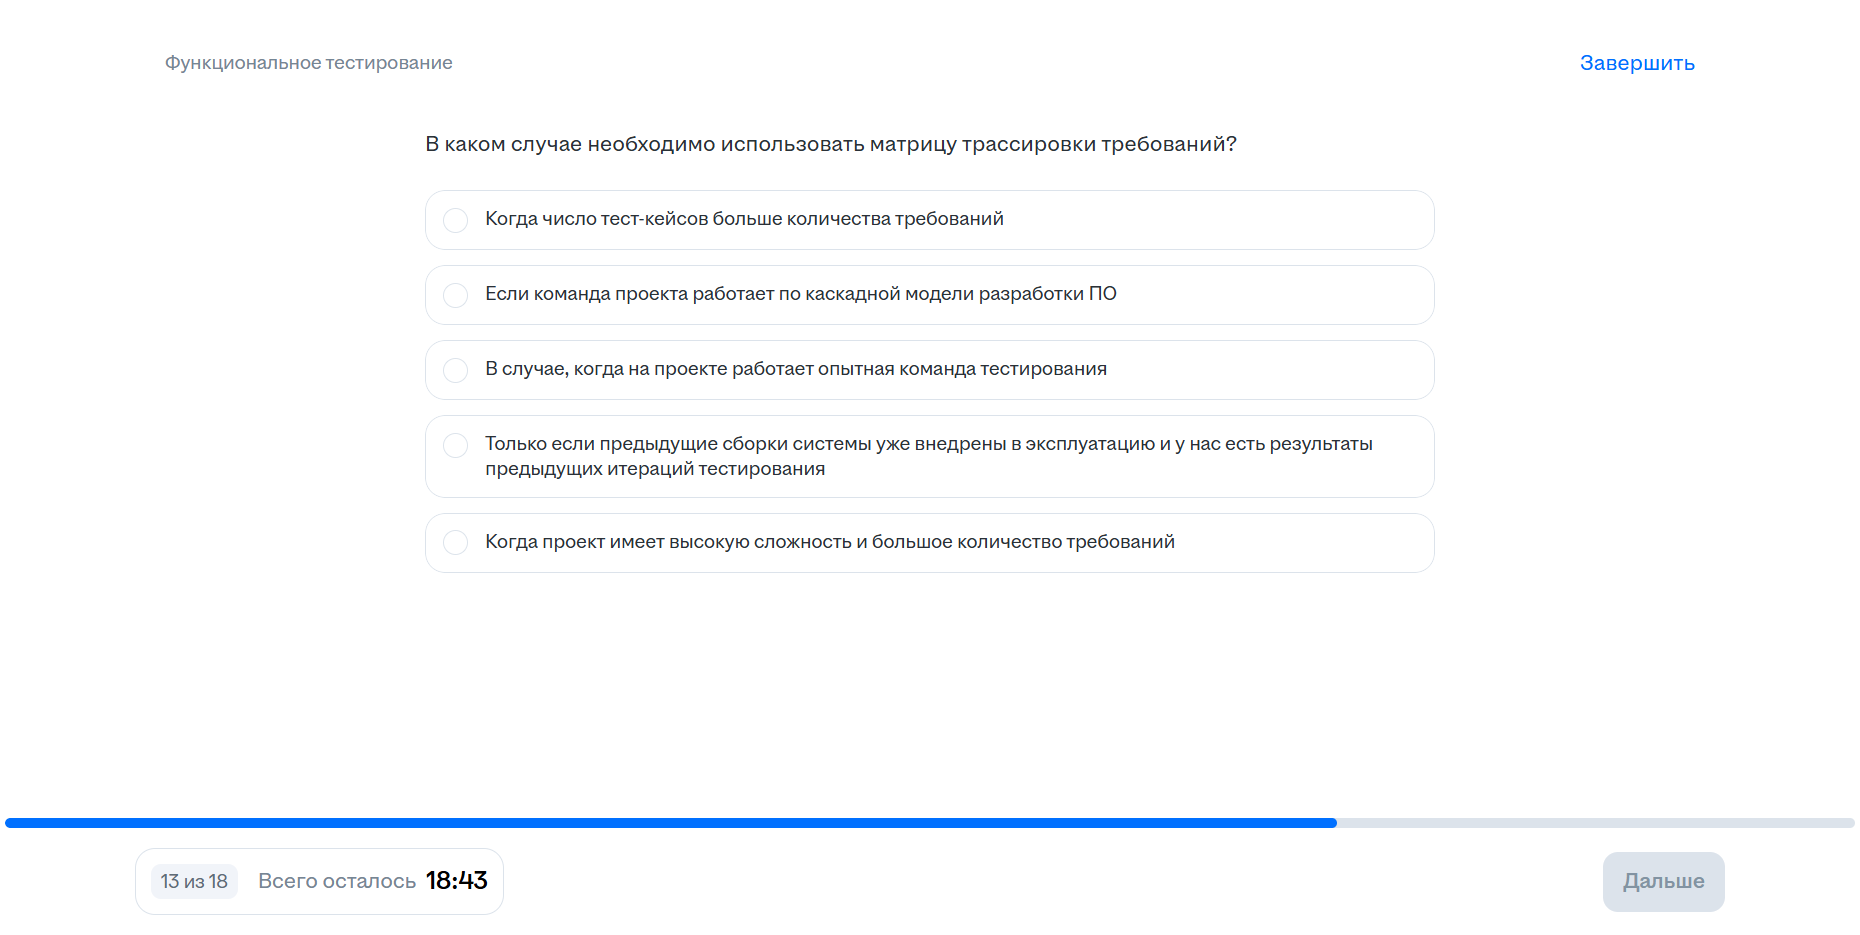 Функциональное тестирование
Завершить
В каком случае необходимо использовать матрицу трассировки требований?
Когда число тест-кейсов больше количества требований
Если команда проекта работает по каскадной модели разработки ПО
В случае, когда на проекте работает опытная команда тестирования
Только если предыдущие сборки системы уже внедрены в эксплуатацию и у нас есть результаты
предыдущих итераций тестирования
Когда проект имеет высокую сложность и большое количество требований
13 из 18
Всего осталось 18:43
Дальше